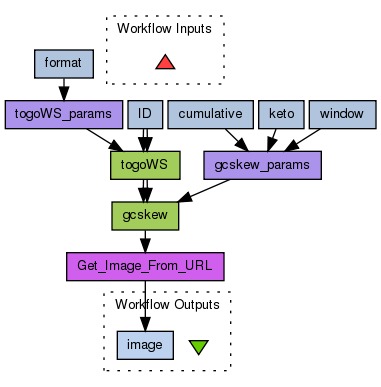 Workflow Inputs
format
togoWS_params
ID
cumulative
keto
window
togoWS
gcskew_params
gcskew
Get_Image_From_URL
Workflow Outputs
image